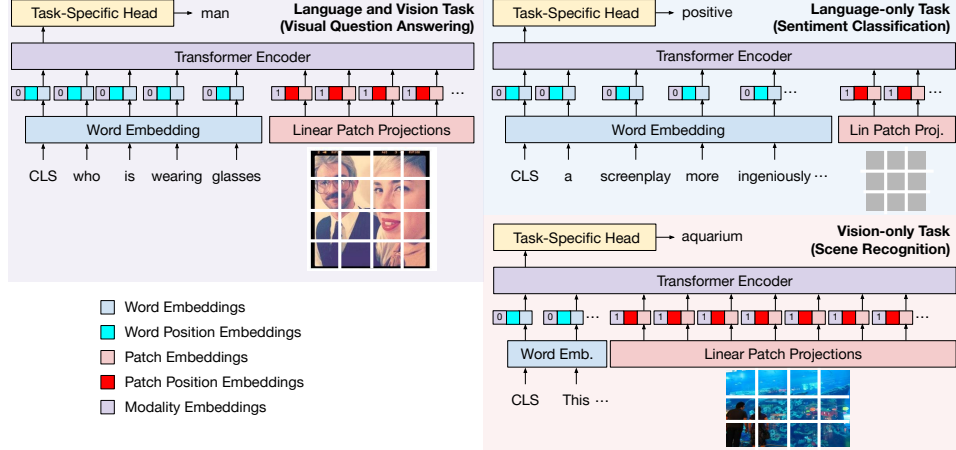 Task-Specific Head
man
Language and Vision Task
(Visual Question Answering)
Transformer Encoder
0 0 0 0 0 1 1 1 1 ...
Word Embedding
Linear Patch Projections
CLS who is wearing glasses
Task-Specific Head
positive
Language-only Task
(Sentiment Classification)
Transformer Encoder
0 0 0 0 0 ... 1 1 ...
Word Embedding
Lin Patch Proj.
CLS a screenplay more ingeniously ...
Task-Specific Head
aquarium
Vision-only Task
(Scene Recognition)
Transformer Encoder
0 0 ... 1 1 1 1 1 1 1 ...
Word Emb.
Linear Patch Projections
CLS This ...
Word Embeddings
Word Position Embeddings
Patch Embeddings
Patch Position Embeddings
Modality Embeddings